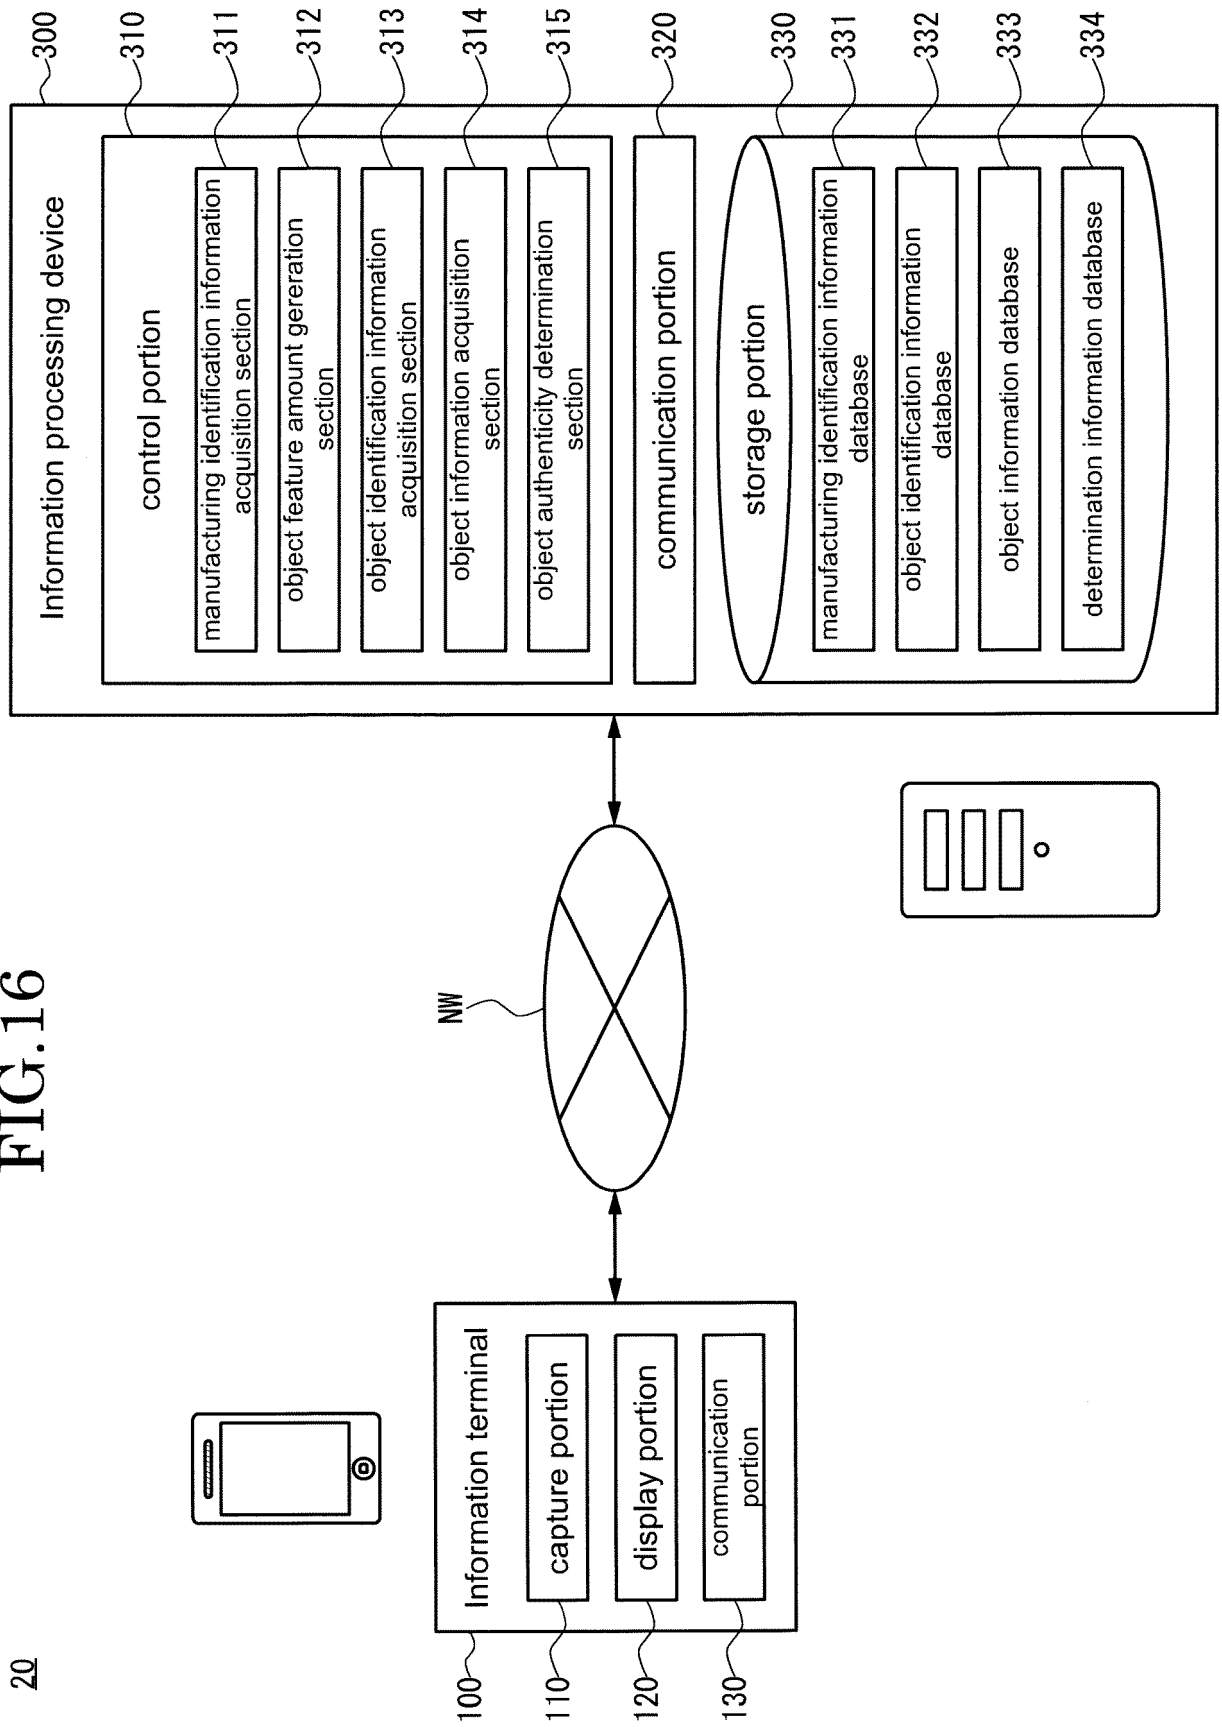 FIG.16
20
Information terminal
100
capture portion
110
display portion
120
communication
portion
130
NW
Information processing device
300
control portion
310
manufacturing identification information
acquisition section
311
object feature amount gereration
section
312
object identification information
acquisition section
313
object information acquisition
section
314
object authenticity determination
section
315
communication portion
320
storage portion
330
manufacturing identification information
database
331
object identification information
database
332
object information database
333
determination information database
334